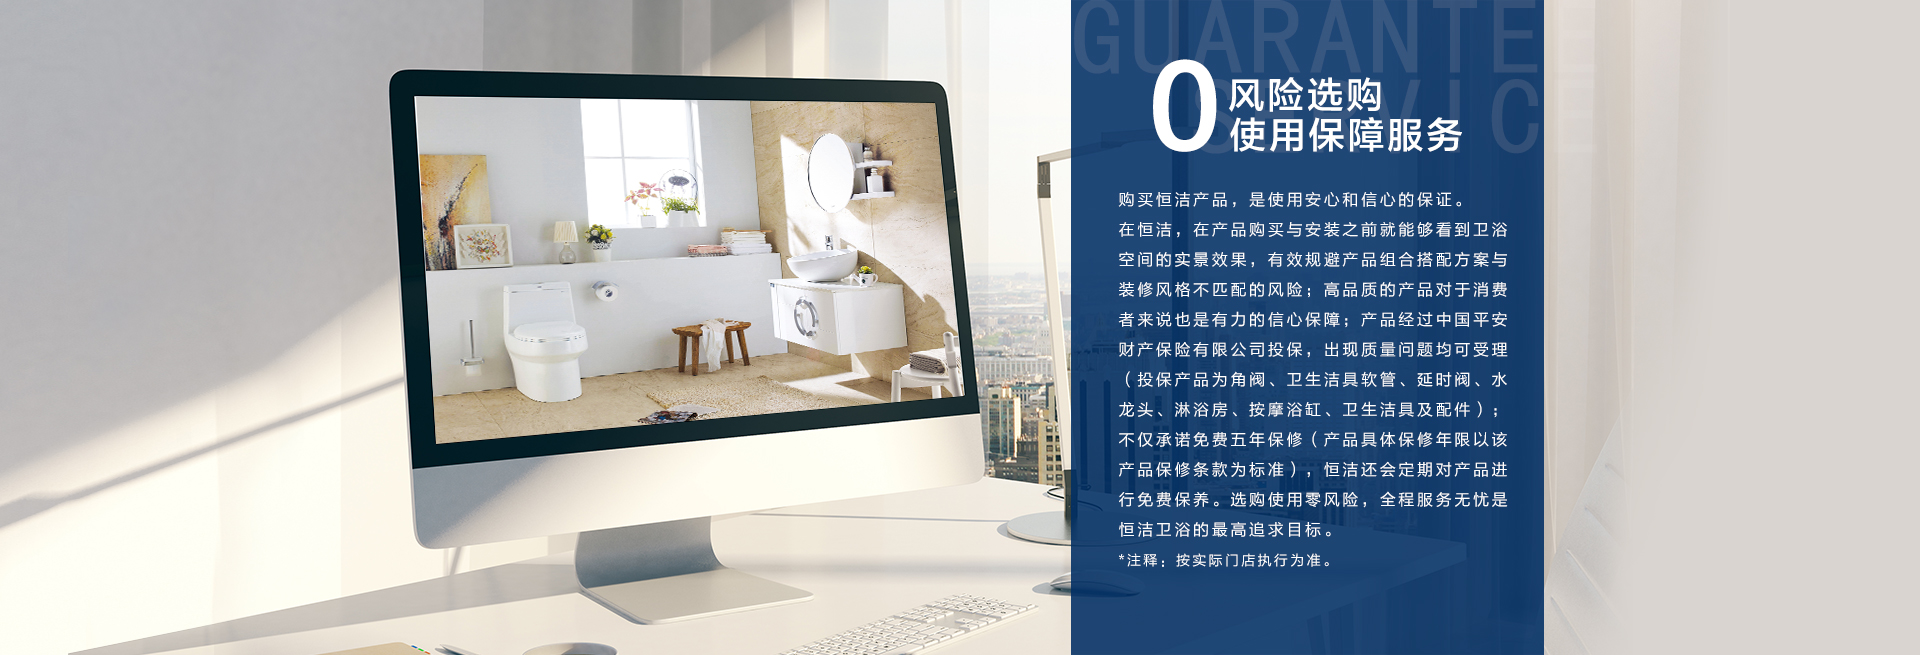 GUARANTEE
SERVICE
0
风险选购
使用保障服务
购买恒洁产品，是使用安心和信心的保证。
在恒洁，在产品购买与安装之前就能够看到卫浴
空间的实景效果，有效规避产品组合搭配方案与
装修风格不匹配的风险；高品质的产品对于消费
者来说也是有力的信心保障；产品经过中国平安
财产保险有限公司投保，出现质量问题均可受理
（投保产品为角阀、卫生洁具软管、延时阀、水
龙头、淋浴房、按摩浴缸、卫生洁具及配件）；
不仅承诺免费五年保修（产品具体保修年限以该
产品保修条款为标准），恒洁还会定期对产品进
行免费保养。选购使用零风险，全程服务无忧是
恒洁卫浴的最高追求目标。
*注释：按实际门店执行为准。